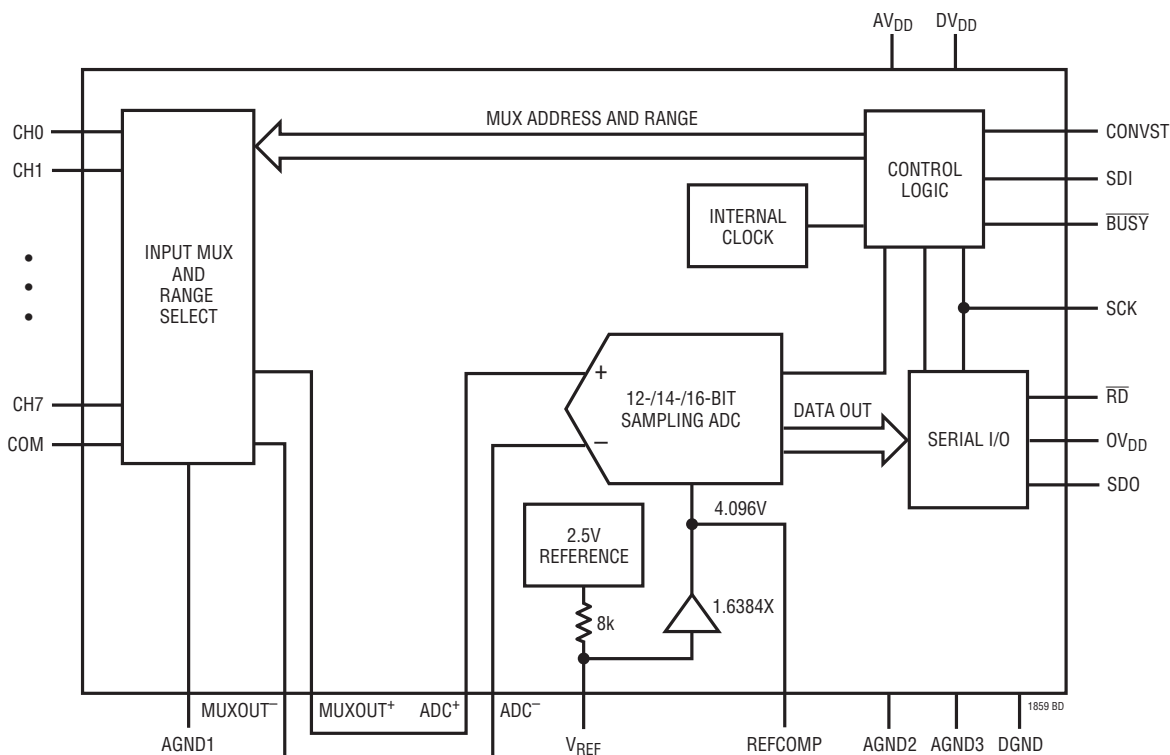 AVDD DVDD
CH0
MUX ADDRESS AND RANGE
CONVST
CH1
CONTROL
LOGIC
SDI
INTERNAL
CLOCK
BUSY
INPUT MUX
AND
RANGE
SELECT
SCK
+
12-/14-/16-BIT
SAMPLING ADC
–
DATA OUT
CH7
COM
SERIAL I/O
RD
OVDD
SDO
4.096V
2.5V
REFERENCE
1.6384X
8k
MUXOUT– MUXOUT+ ADC+ ADC–
1859 BD
AGND1 VREF REFCOMP AGND2 AGND3 DGND